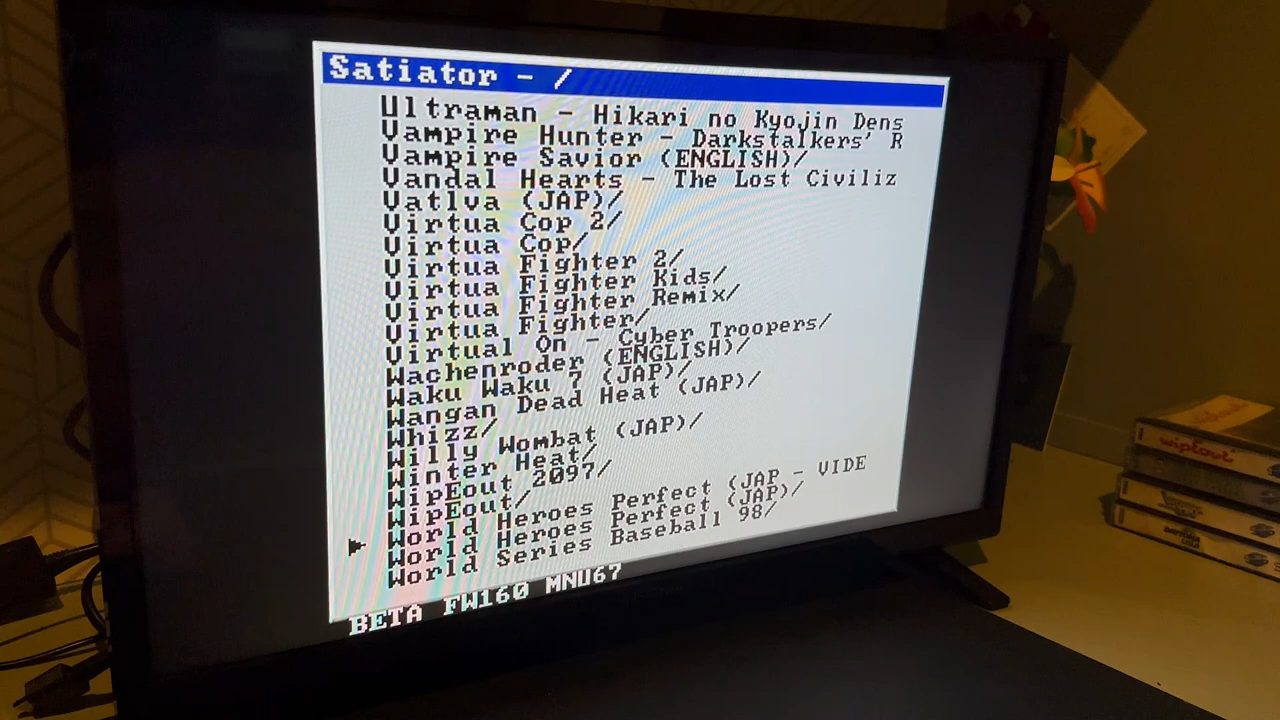 Satiator - /
Ultraman - Hikari no Kyojin Dens
Vampire Hunter - Darkstalkers' R
Vampire Savior (ENGLISH)/
Vandal Hearts - The Lost Civiliz
Vatlva (JAP)/
Virtua Cop 2/
Virtua Cop/
Virtua Fighter 2/
Virtua Fighter Kids/
Virtua Fighter Remix/
Virtua Fighter/
Virtual On - Cyber Troopers/
Wachenroder (ENGLISH)/
Waku Waku 7 (JAP)/
Wangan Dead Heat (JAP)/
Whizz/
Willy Wombat (JAP)/
Winter Heat/
WipEout 2097/
WipEout/
World Heroes Perfect (JAP - VIDE
World Heroes Perfect (JAP)/
World Series Baseball 98/
BETA FW160 MNU67
wipEout
DAYTONA
USA